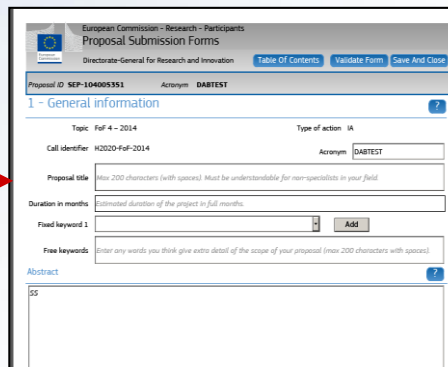 European Commission - Research - Participants
Proposal Submission Forms
European Commission
Directorate-General for Research and Innovation
Table Of Contents
Validate Form
Save And Close
Proposal ID SEP-104005351 Acronym DABTEST
1 - General information
?
Topic FoF 4 – 2014 Type of action IA
Call identifier H2020-FoF-2014 Acronym DABTEST
Proposal title Max 200 characters (with spaces). Must be understandable for non-specialists in your field.
Duration in months Estimated duration of the project in full months.
Fixed keyword 1 Add
Free keywords Enter any words you think give extra detail of the scope of your proposal (max 200 characters with spaces).
Abstract ?
ss